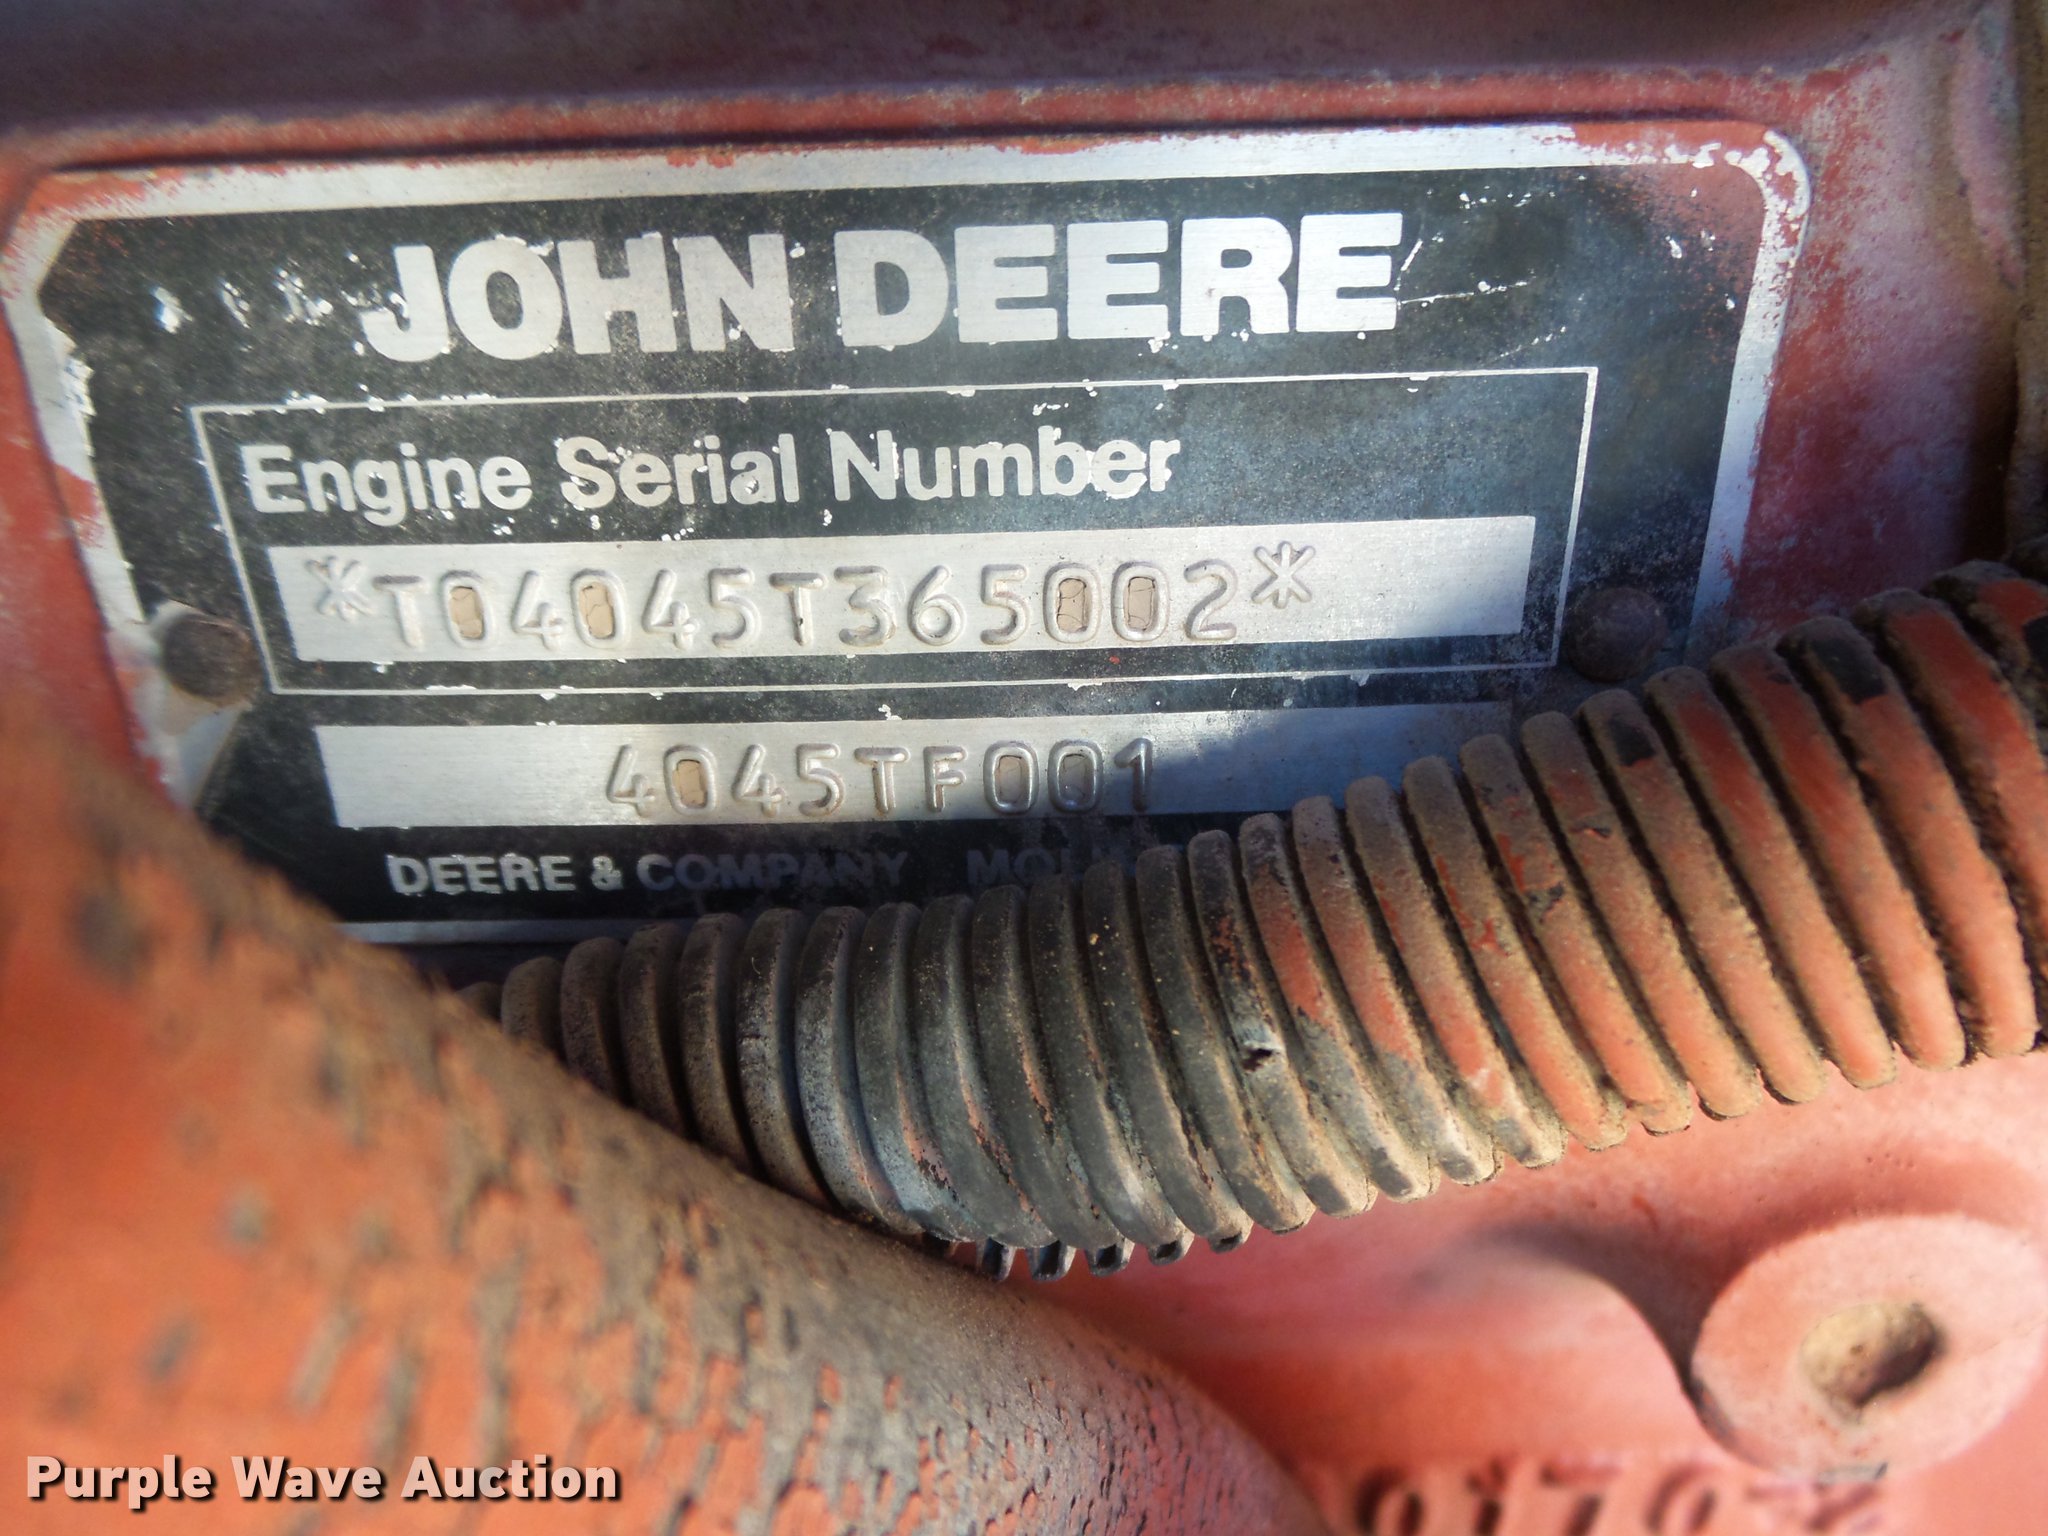 JOHN DEERE
Engine Serial Number
*T04045T365002*
4045TF001
DEERE & COMPANY
Purple Wave Auction